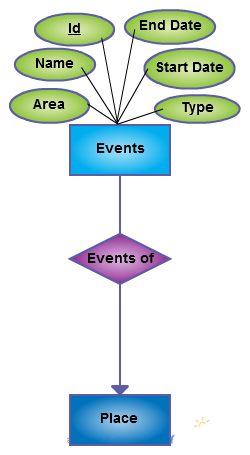 Id
End Date
Name
Start Date
Area
Type
Events
Events of
Place